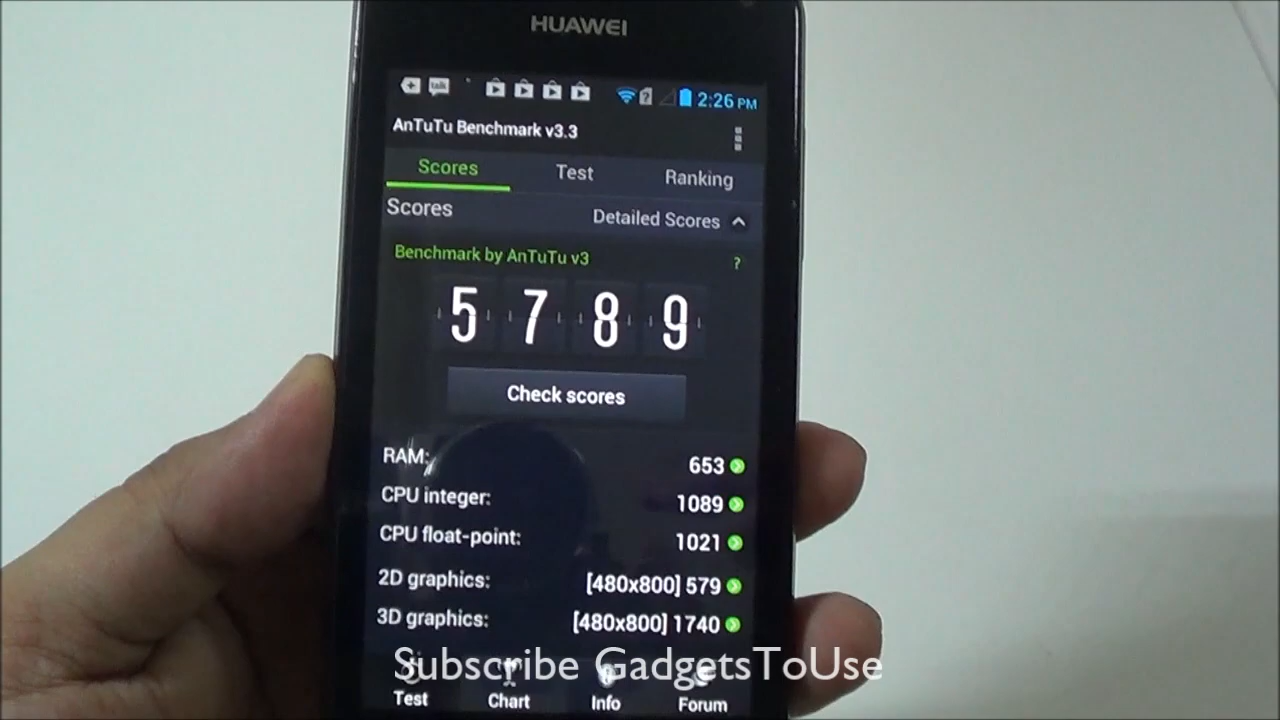 HUAWEI
talk
2:26 PM
AnTuTu Benchmark v3.3
Scores Test Ranking
Scores Detailed Scores
Benchmark by AnTuTu v3 ?
5789
Check scores
RAM: 653
CPU integer: 1089
CPU float-point: 1021
2D graphics: [480x800] 579
3D graphics: [480x800] 1740
Subscribe GadgetsToUse
Test Chart Info Forum